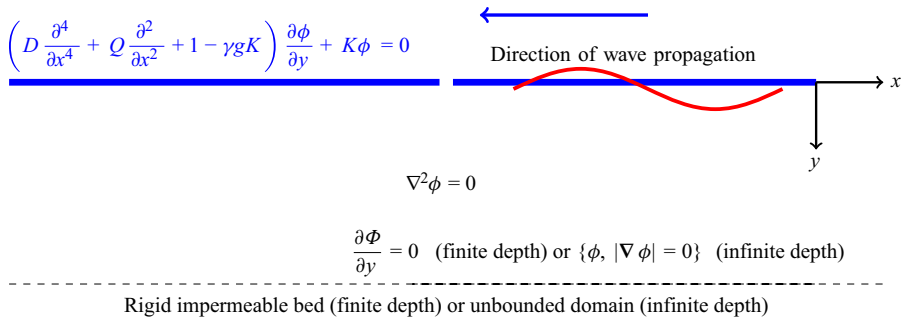 (D ∂⁴/∂x⁴ + Q ∂²/∂x² + 1 − γgK) ∂ϕ/∂y + Kϕ = 0
Direction of wave propagation
x
y
∇²ϕ = 0
∂Φ/∂y = 0 (finite depth) or {ϕ, |∇ϕ| = 0} (infinite depth)
Rigid impermeable bed (finite depth) or unbounded domain (infinite depth)